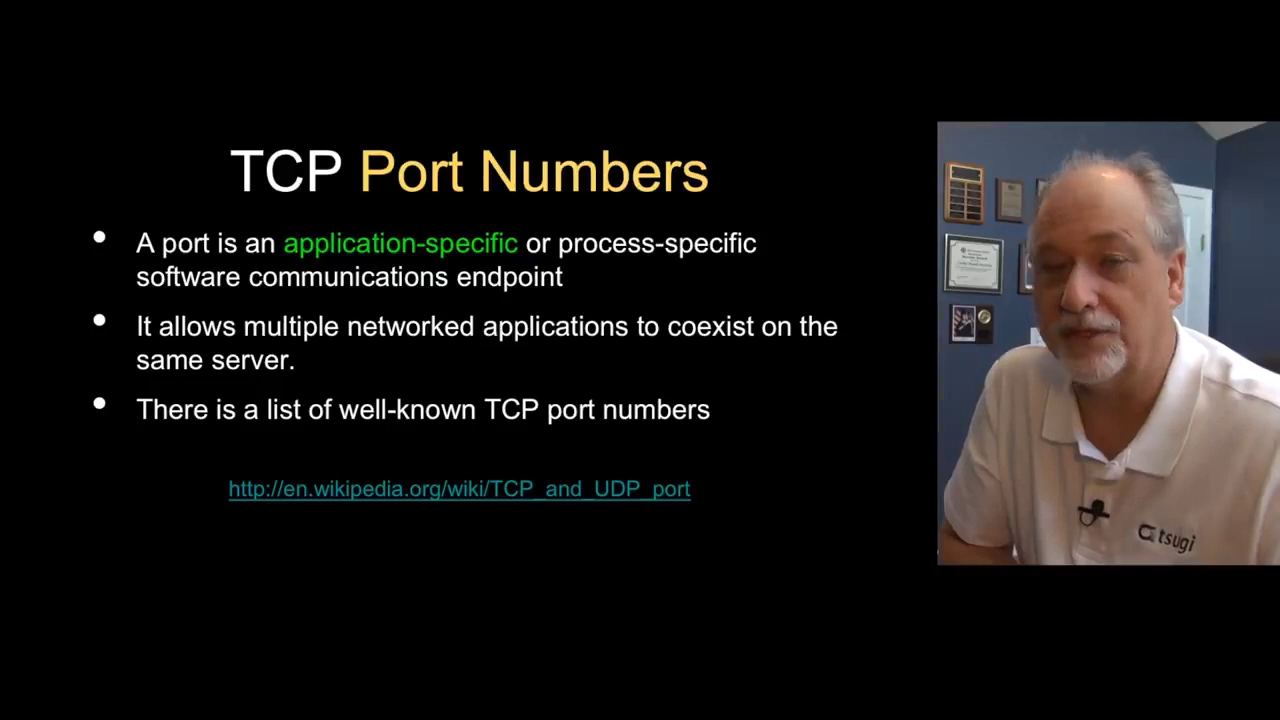 TCP Port Numbers
• A port is an application-specific or process-specific
software communications endpoint
• It allows multiple networked applications to coexist on the
same server.
• There is a list of well-known TCP port numbers
http://en.wikipedia.org/wiki/TCP_and_UDP_port
tsugi